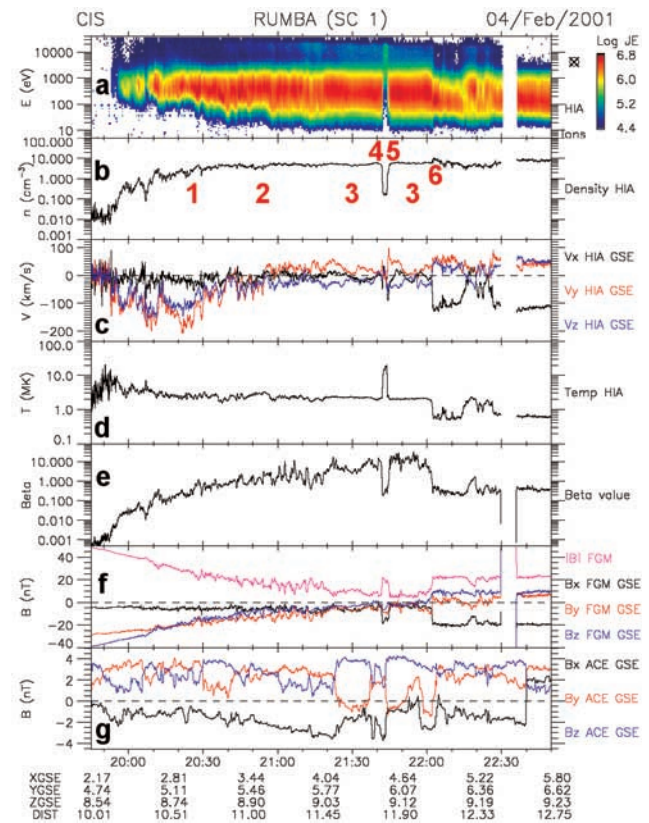 CIS RUMBA (SC 1) 04/Feb/2001
Log JE
10000
1000
100
10
E (eV)
a
6.8
6.0
5.2
4.4
HIA
Ions
100.000
10.000
1.000
0.100
0.010
0.001
n (cm⁻³)
b
1 2 3 4 5 3 6
Density HIA
100
0
−100
−200
V (km/s)
c
Vx HIA GSE
Vy HIA GSE
Vz HIA GSE
10.0
1.0
0.1
T (MK)
d
Temp HIA
10.000
1.000
0.100
0.010
0.001
Beta
e
Beta value
40
20
0
−20
B (nT)
f
IBI FGM
Bx FGM GSE
By FGM GSE
Bz FGM GSE
4
2
0
−2
−4
B (nT)
g
Bx ACE GSE
By ACE GSE
Bz ACE GSE
20:00 20:30 21:00 21:30 22:00 22:30
XGSE 2.17 2.81 3.44 4.04 4.64 5.22 5.80
YGSE 4.74 5.11 5.46 5.77 6.07 6.36 6.62
ZGSE 8.54 8.74 8.90 9.03 9.12 9.19 9.23
DIST 10.01 10.51 11.00 11.45 11.90 12.33 12.75